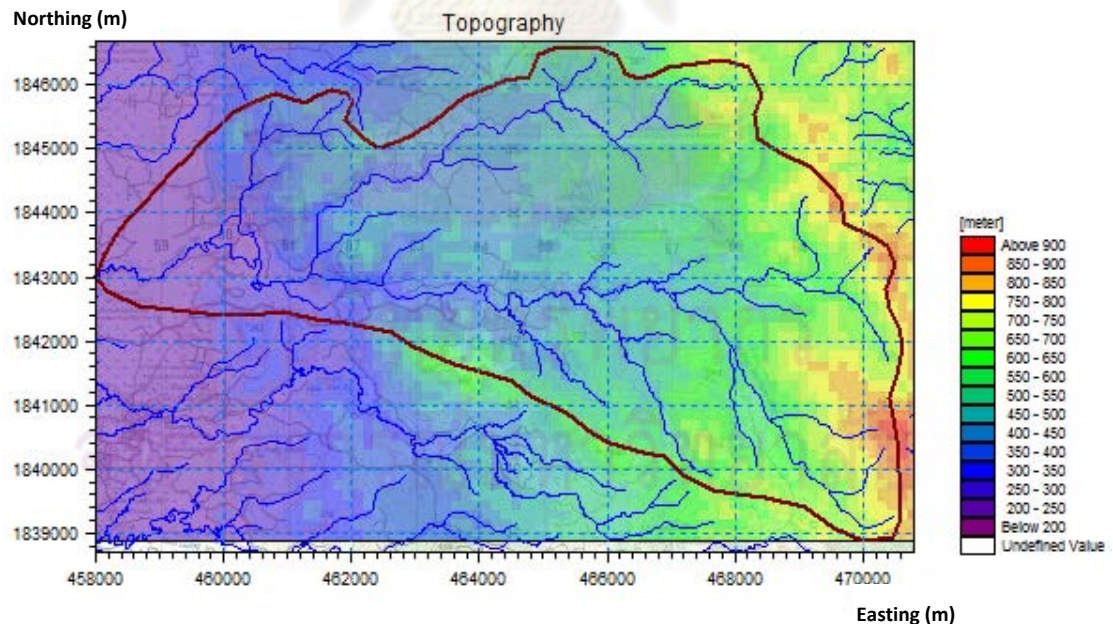 Northing (m)
Topography
1846000
1845000
1844000
1843000
1842000
1841000
1840000
1839000
458000
460000
462000
464000
466000
468000
470000
Easting (m)
[meter]
Above 900
850 - 900
800 - 850
750 - 800
700 - 750
650 - 700
600 - 650
550 - 600
500 - 550
450 - 500
400 - 450
350 - 400
300 - 350
250 - 300
200 - 250
Below 200
Undefined Value